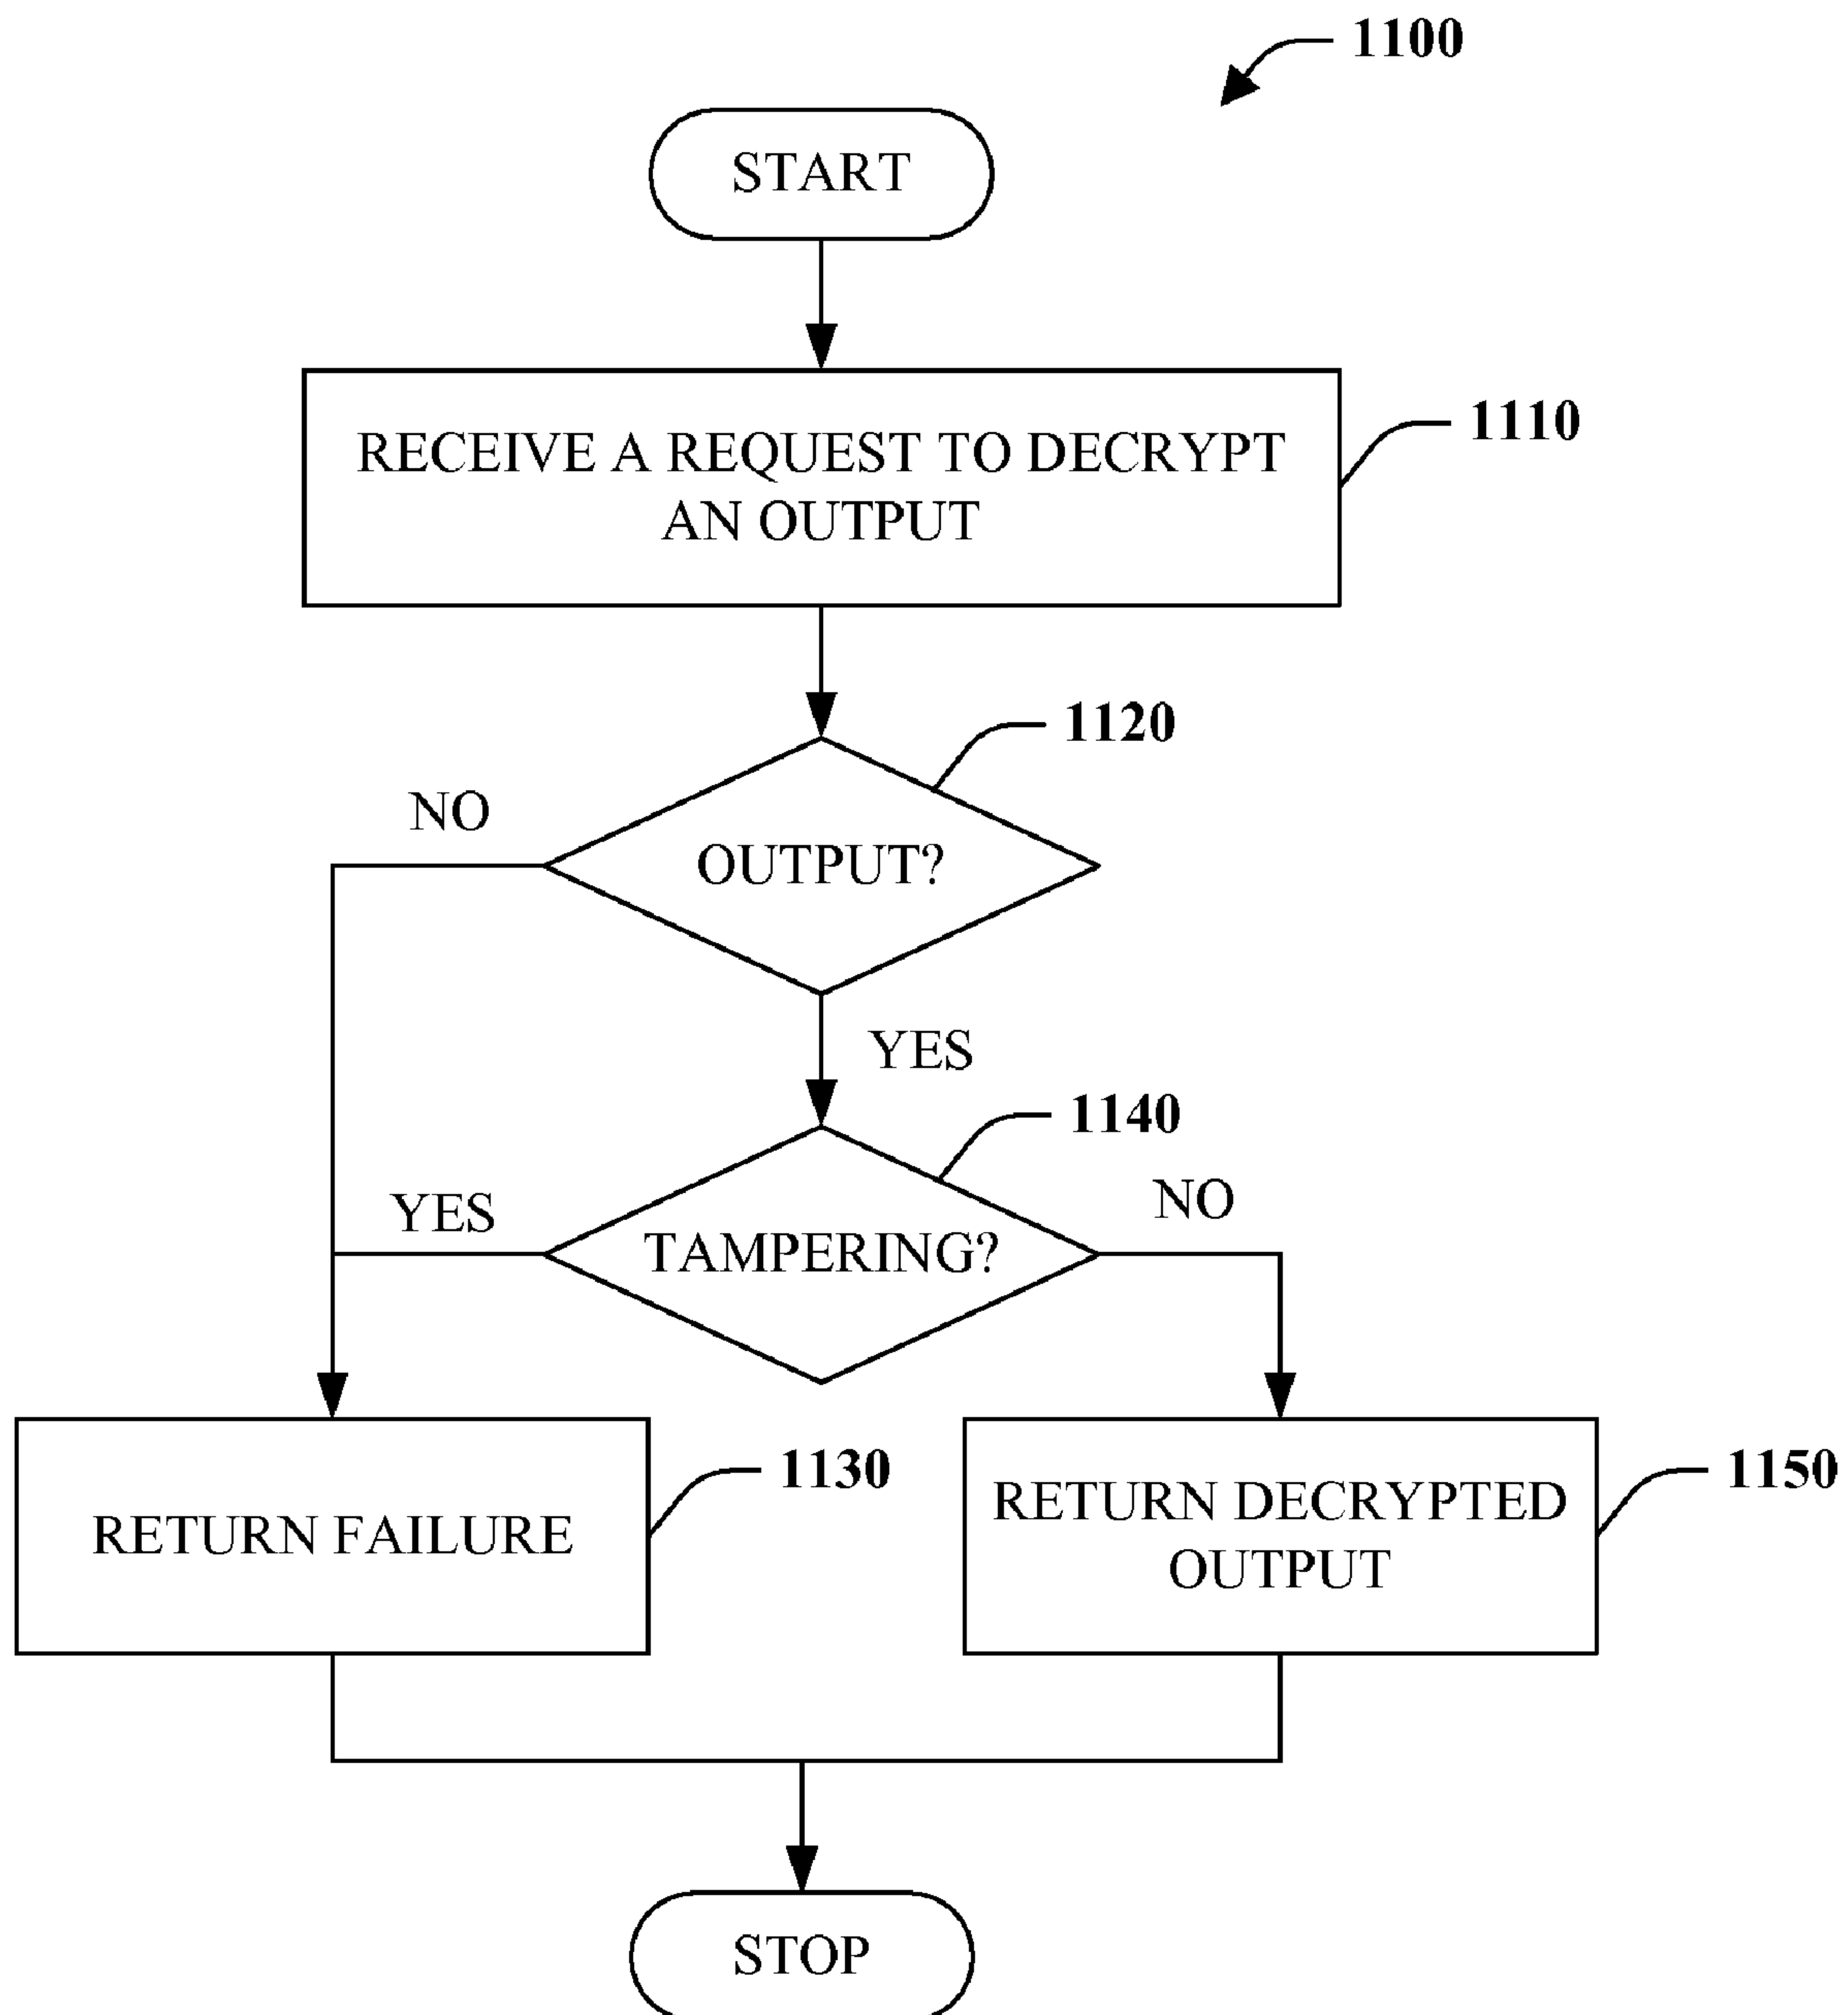 1100
START
RECEIVE A REQUEST TO DECRYPT
AN OUTPUT
1110
1120
NO
OUTPUT?
YES
1140
YES
NO
TAMPERING?
1130
RETURN FAILURE
1150
RETURN DECRYPTED
OUTPUT
STOP